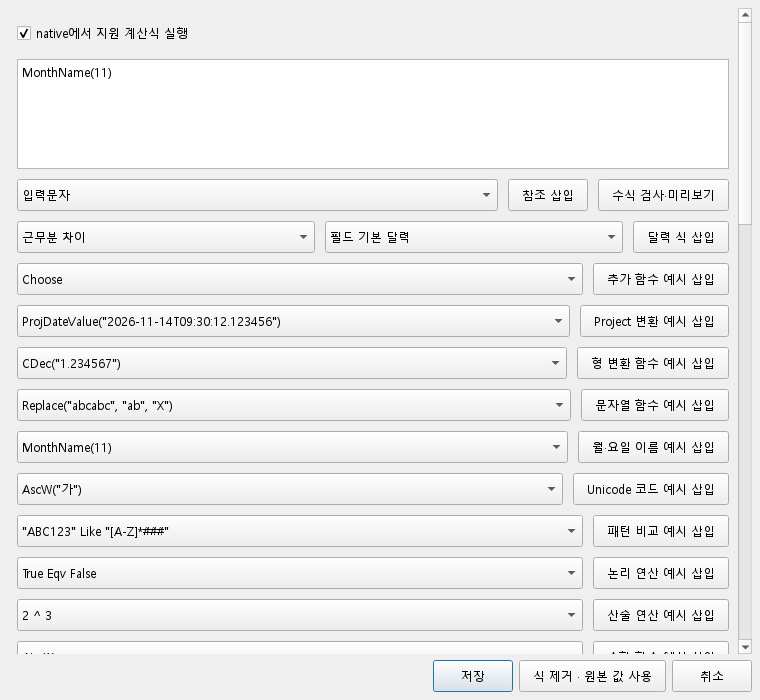 native에서 지원 계산식 실행
MonthName(11)
입력문자
참조 삽입
수식 검사·미리보기
근무분 차이
필드 기본 달력
달력 식 삽입
Choose
추가 함수 예시 삽입
ProjDateValue("2026-11-14T09:30:12.123456")
Project 변환 예시 삽입
CDec("1.234567")
형 변환 함수 예시 삽입
Replace("abcabc", "ab", "X")
문자열 함수 예시 삽입
MonthName(11)
월·요일 이름 예시 삽입
AscW("가")
Unicode 코드 예시 삽입
"ABC123" Like "[A-Z]*###"
패턴 비교 예시 삽입
True Eqv False
논리 연산 예시 삽입
2 ^ 3
산술 연산 예시 삽입
저장
식 제거 · 원본 값 사용
취소